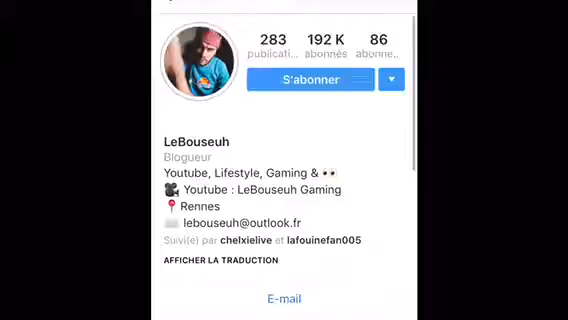 283 192 K 86
publicati... abonnés abonne...
S'abonner
LeBouseuh
Blogueur
Youtube, Lifestyle, Gaming & 👀
🎥 Youtube : LeBouseuh Gaming
📍Rennes
⌨️ lebouseuh@outlook.fr
Suivi(e) par chelxielive et lafouinefan005
AFFICHER LA TRADUCTION
E-mail